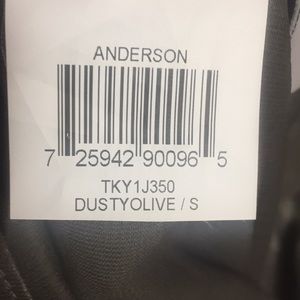 ANDERSON
7 25942 90096 5
TKY1J350
DUSTYOLIVE / S